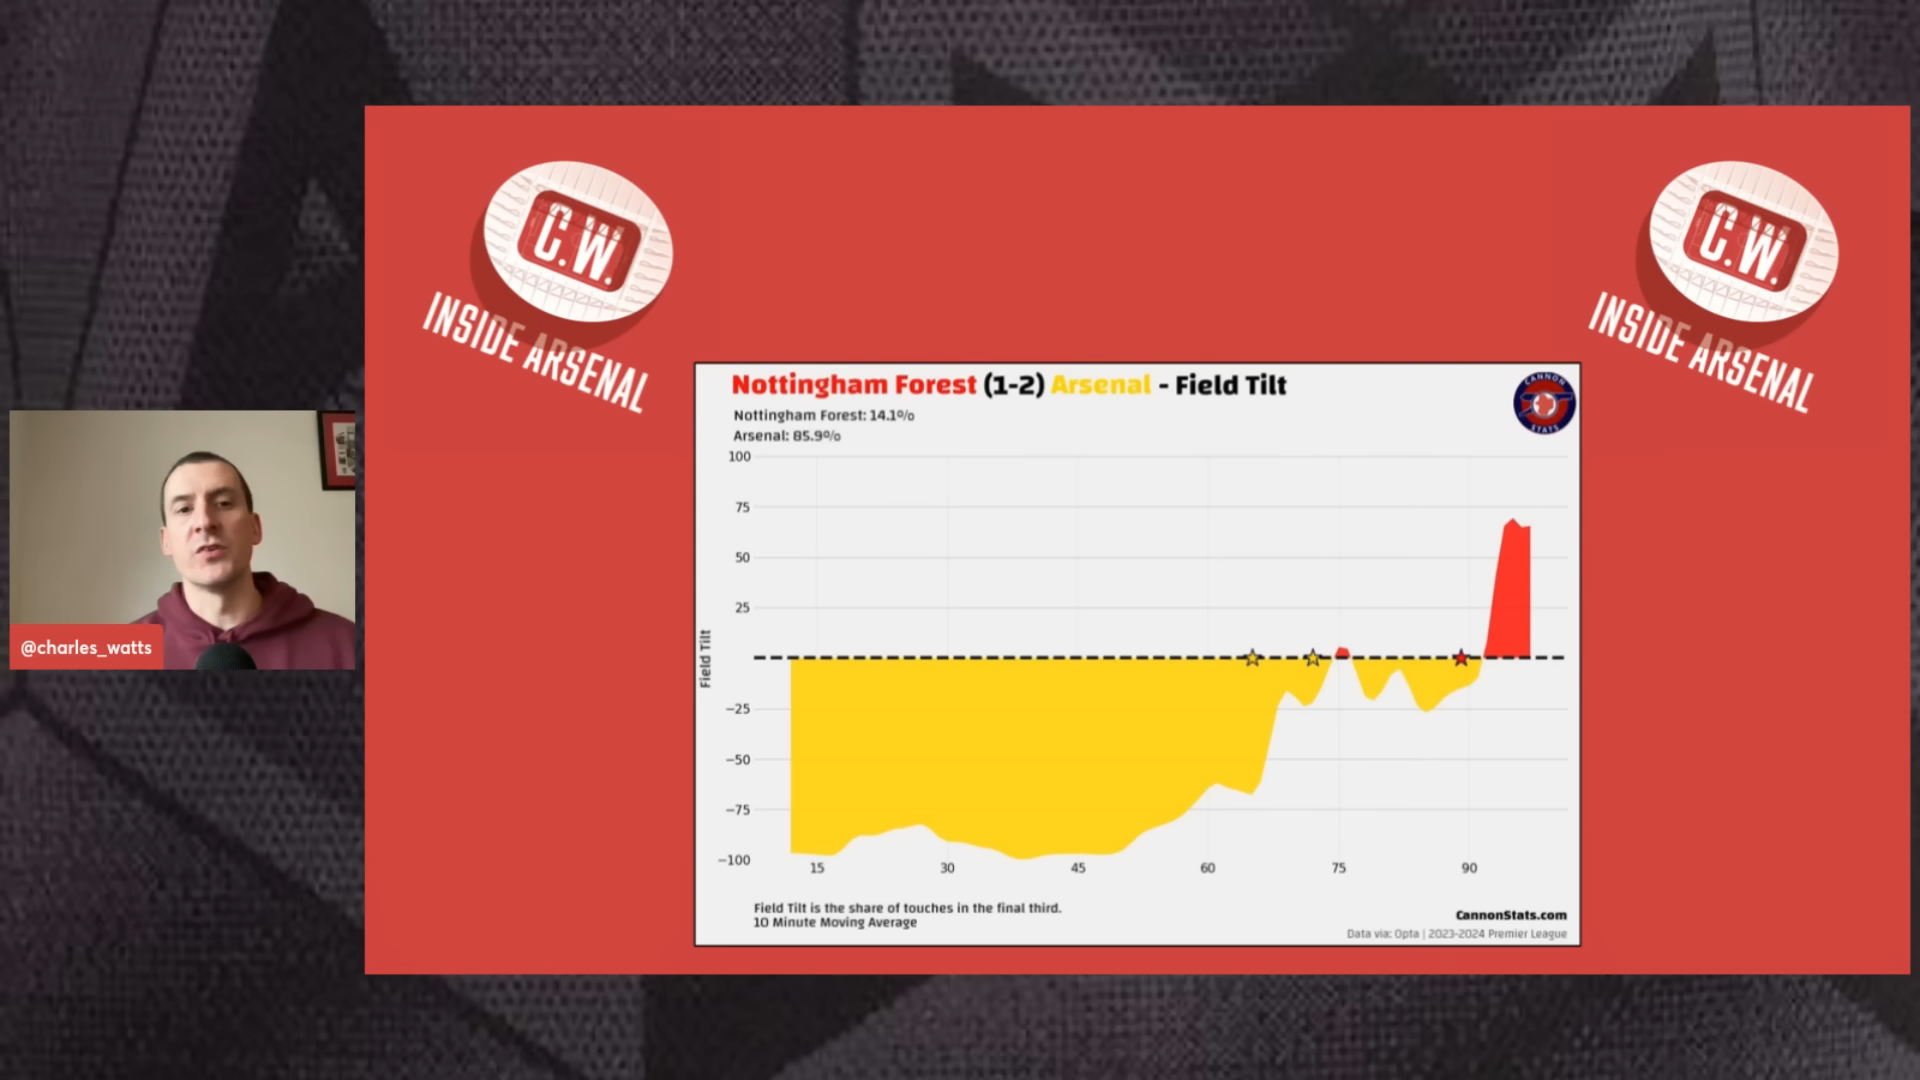 C.W.
INSIDE ARSENAL
C.W.
INSIDE ARSENAL
@charles_watts
Nottingham Forest (1-2) Arsenal - Field Tilt
Nottingham Forest: 14.1%
Arsenal: 85.9%
CANNON
STATS
100
75
50
25
−25
−50
−75
−100
Field Tilt
15 30 45 60 75 90
Field Tilt is the share of touches in the final third.
10 Minute Moving Average
CannonStats.com
Data via: Opta | 2023-2024 Premier League